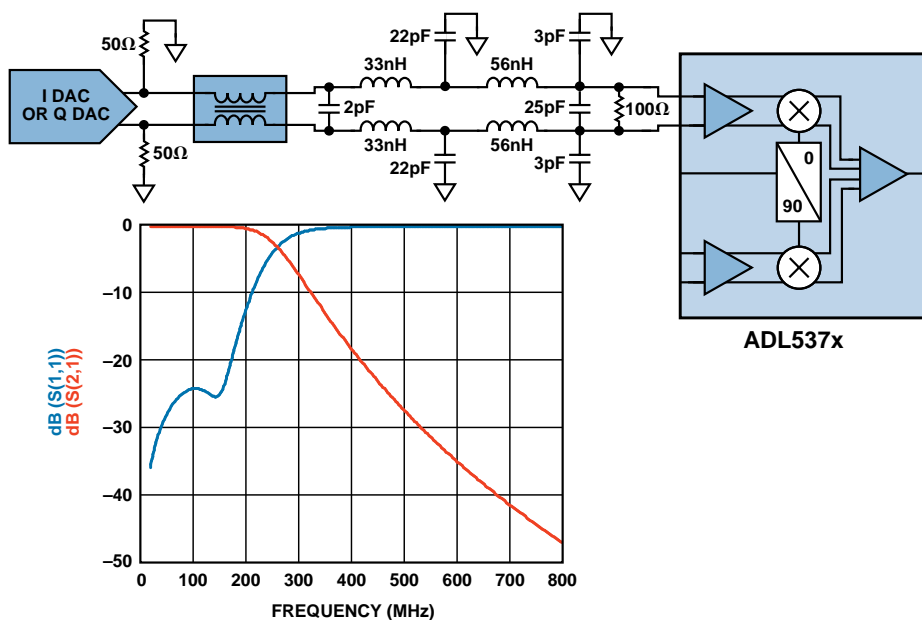 50Ω
22pF
3pF
33nH
56nH
I DAC
OR Q DAC
2pF
25pF
100Ω
50Ω
33nH
56nH
22pF
3pF
0
90
ADL537x
dB (S(1,1))
dB (S(2,1))
0
–10
–20
–30
–40
–50
0
100
200
300
400
500
600
700
800
FREQUENCY (MHz)